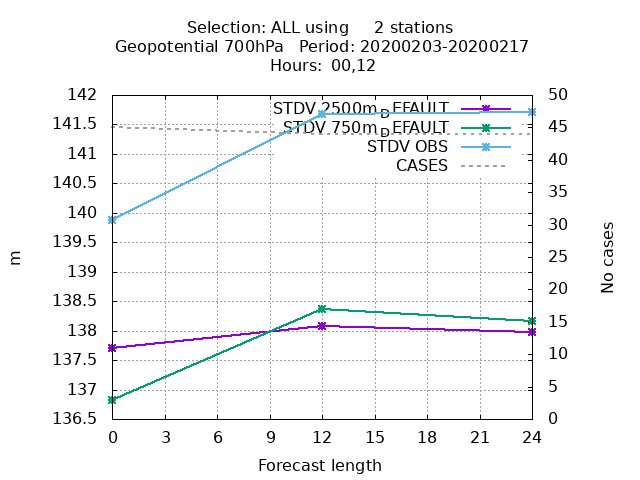 Selection: ALL using     2 stations
Geopotential 700hPa   Period: 20200203-20200217
Hours: 00,12
STDV 2500m_DEFAULT
STDV 750m_DEFAULT
STDV OBS
CASES
142
141.5
141
140.5
140
139.5
139
138.5
138
137.5
137
136.5
m
50
45
40
35
30
25
20
15
10
5
0
No cases
0 3 6 9 12 15 18 21 24
Forecast length